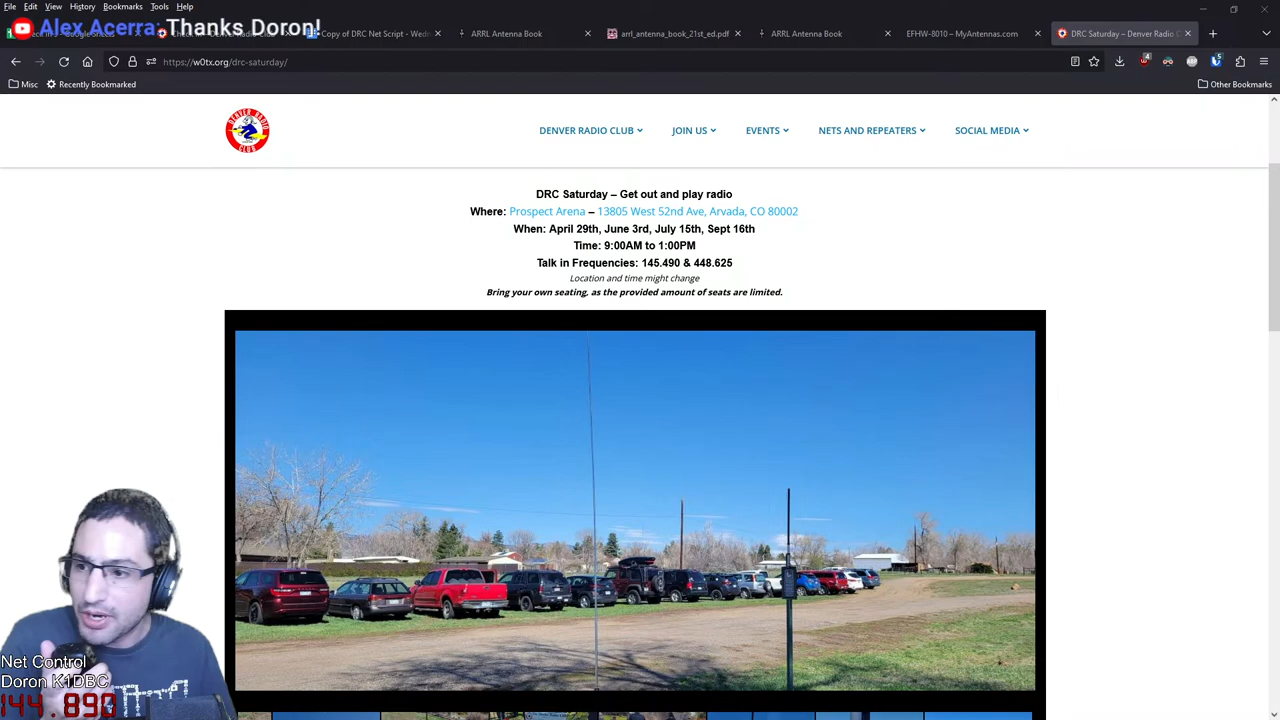 File Edit View History Bookmarks Tools Help
Alex Acerra: Thanks Doron!
Copy of DRC Net Script - Wedn
ARRL Antenna Book
arrl_antenna_book_21st_ed.pdf
ARRL Antenna Book
EFHW-8010 – MyAntennas.com
DRC Saturday – Denver Radio C
https://w0tx.org/drc-saturday/
4
5
Misc
Recently Bookmarked
Other Bookmarks
DENVER RADIO CLUB
DENVER RADIO CLUB
JOIN US
EVENTS
NETS AND REPEATERS
SOCIAL MEDIA
DRC Saturday – Get out and play radio
Where: Prospect Arena – 13805 West 52nd Ave, Arvada, CO 80002
When: April 29th, June 3rd, July 15th, Sept 16th
Time: 9:00AM to 1:00PM
Talk in Frequencies: 145.490 & 448.625
Location and time might change
Bring your own seating, as the provided amount of seats are limited.
Net Control
Doron K1DBC
144.890